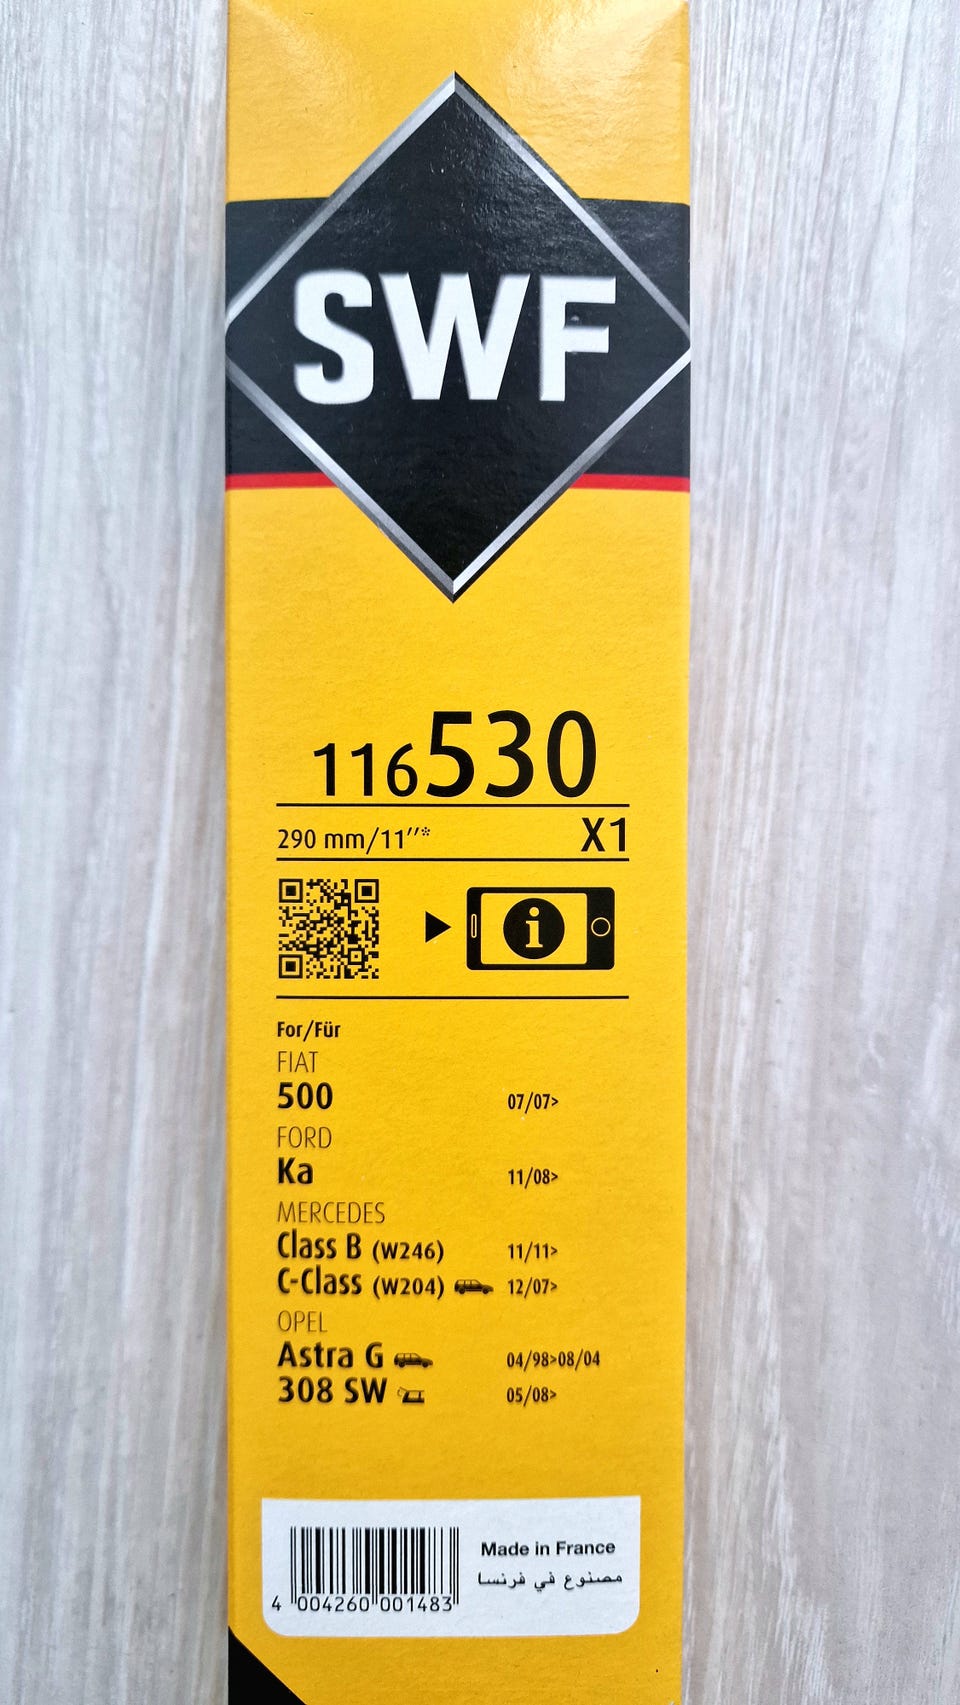 SWF
116530
290 mm/11′′* X1
i
For/Für
FIAT
500 07/07>
FORD
Ka 11/08>
MERCEDES
Class B (W246) 11/11>
C-Class (W204) 12/07>
OPEL
Astra G 04/98>08/04
308 SW 05/08>
Made in France
مصنوع في فرنسا
4 004260 001483